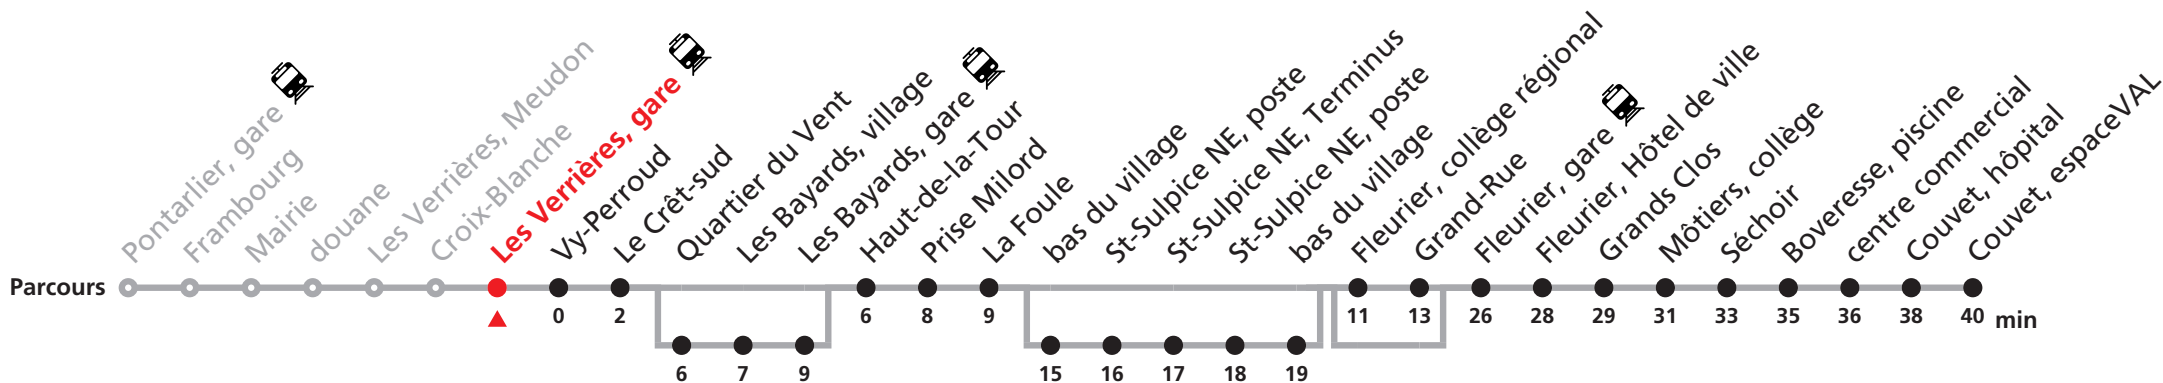 Pontarlier, gare
Frambourg
Mairie
douane
Les Verrières, Meudon
Croix-Blanche
Les Verrières, gare
Vy-Perroud
Le Crêt-sud
Quartier du Vent
Les Bayards, village
Les Bayards, gare
Haut-de-la-Tour
Prise Milord
La Foule
bas du village
St-Sulpice NE, poste
St-Sulpice NE, Terminus
St-Sulpice NE, poste
bas du village
Fleurier, collège régional
Grand-Rue
Fleurier, gare
Fleurier, Hôtel de ville
Grands Clos
Môtiers, collège
Séchoir
Boveresse, piscine
centre commercial
Couvet, hôpital
Couvet, espaceVAL
Parcours
0 2 6 8 9 11 13 26 28 29 31 33 35 36 38 40 min
6 7 9 15 16 17 18 19